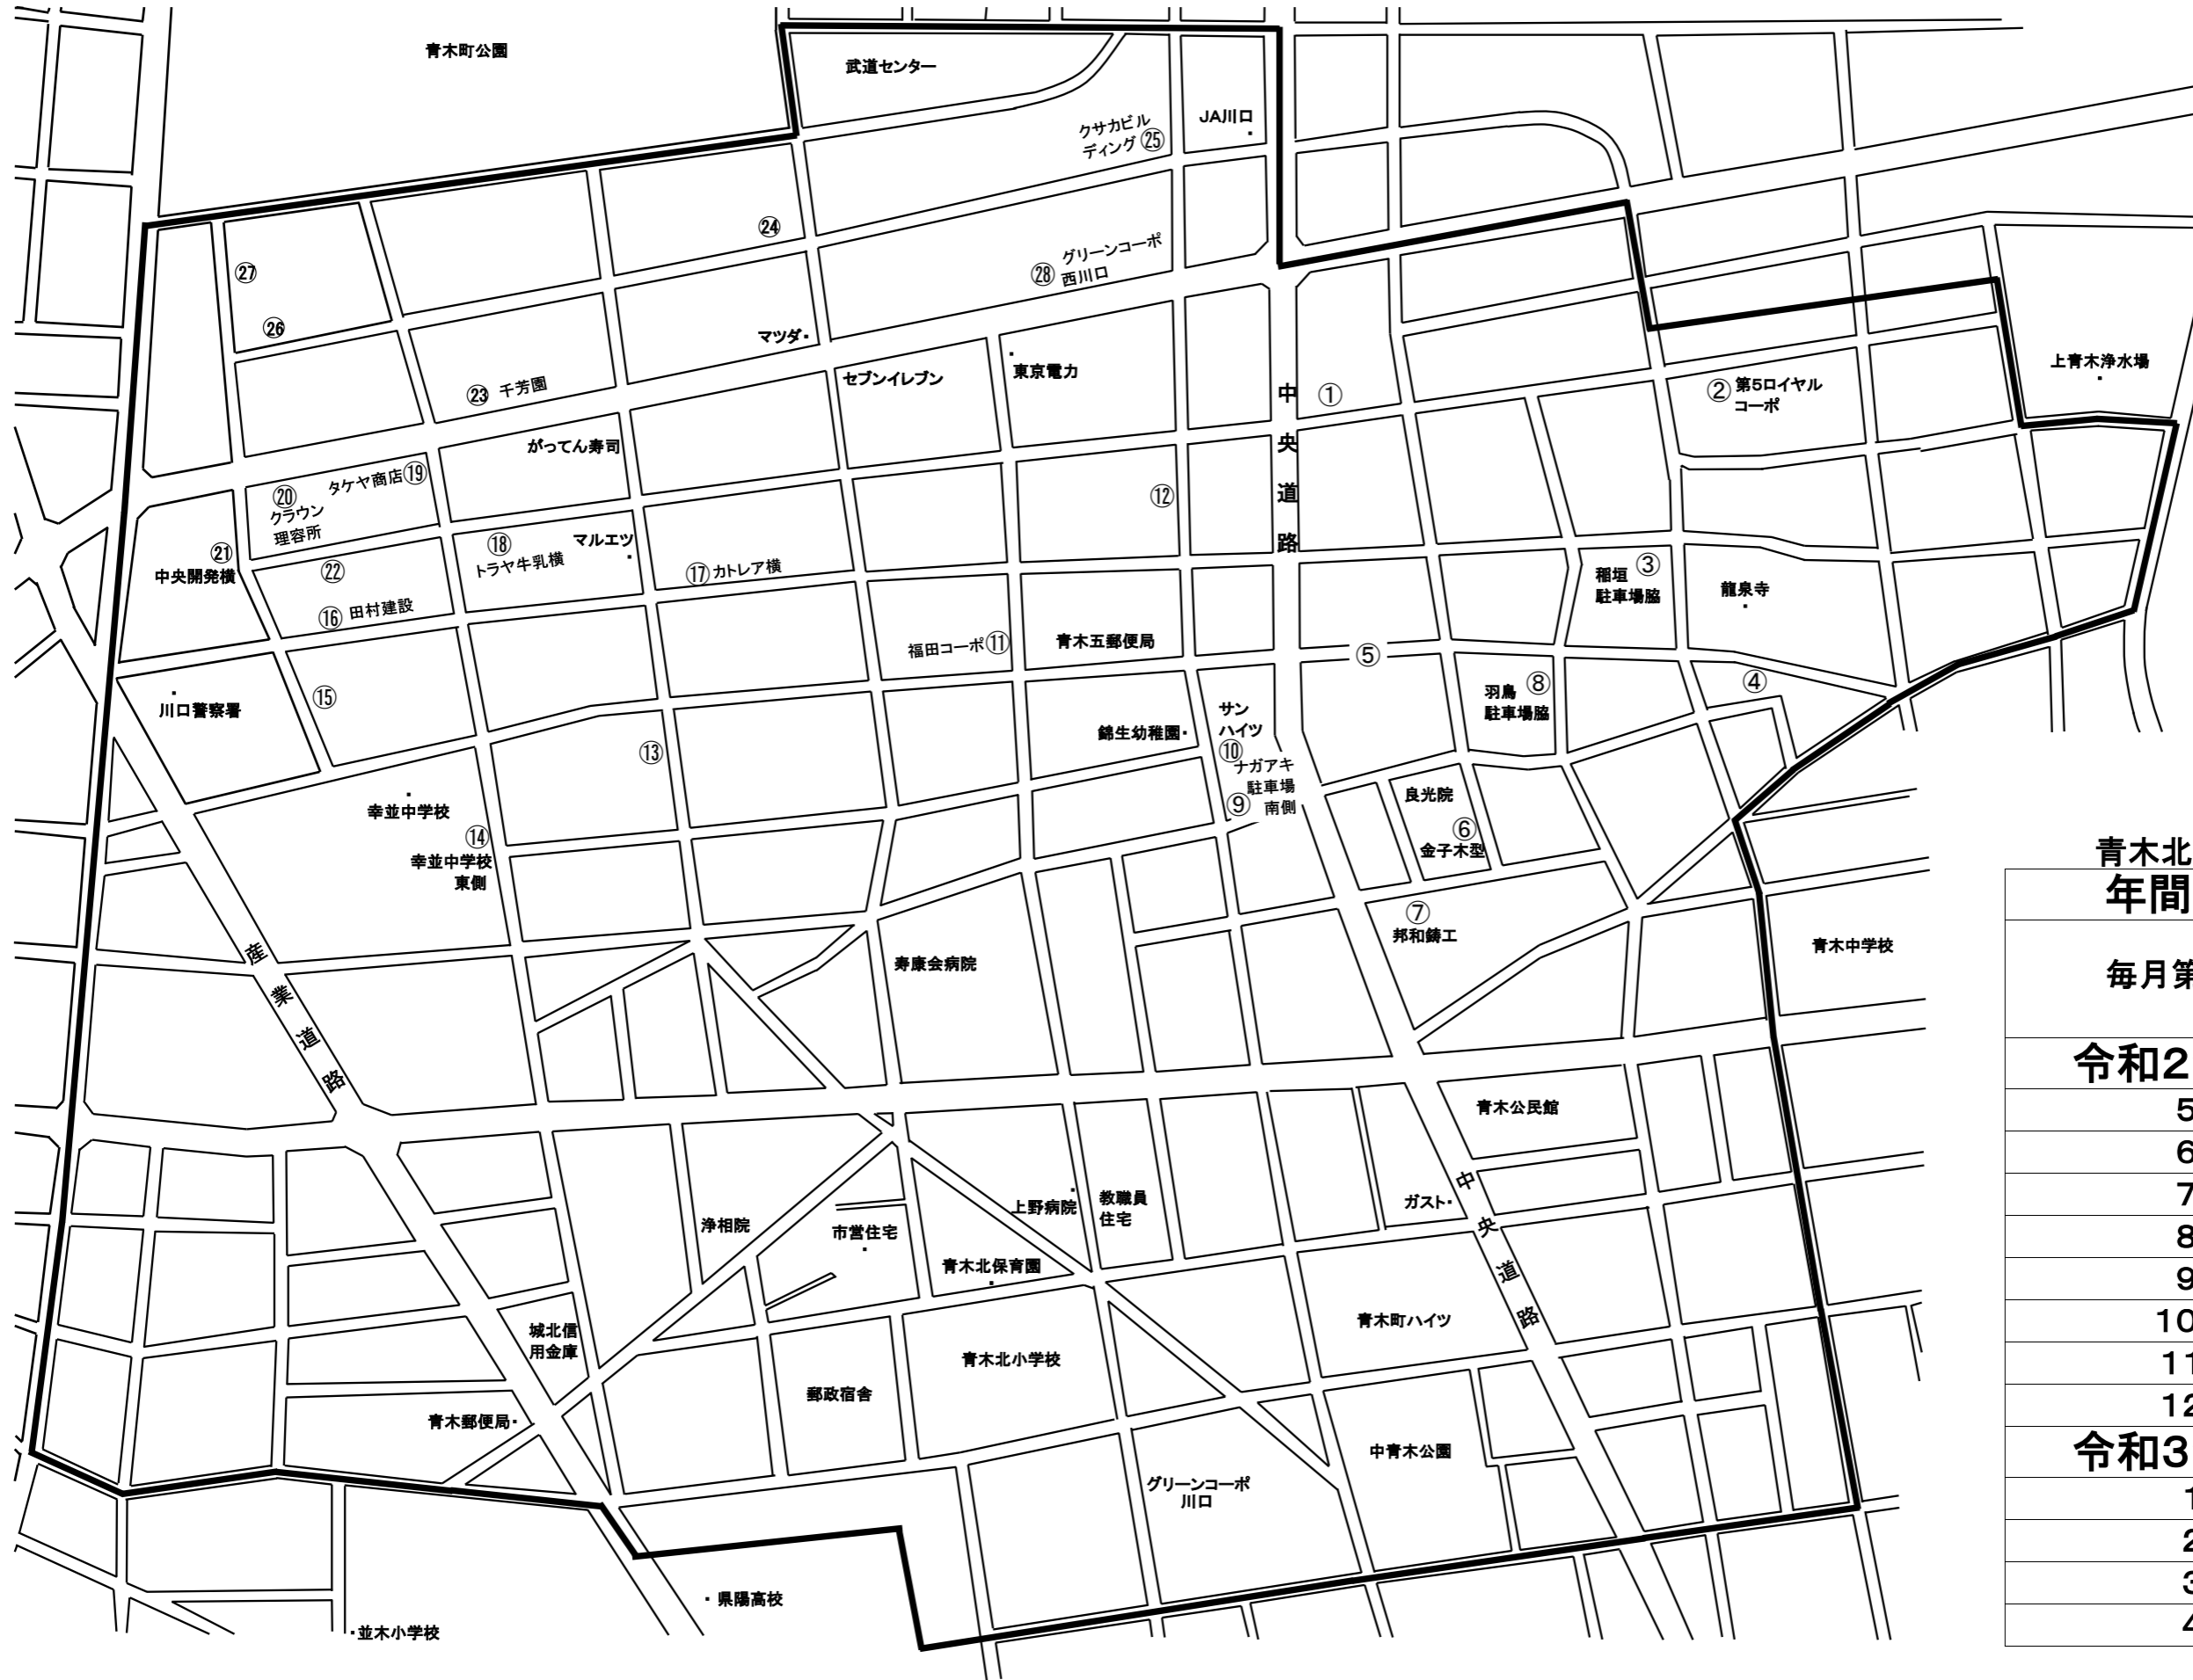 青木町公園
武道センター
クサカビル
ディング㉕
JA川口
㉔
㉗
㉖
㉘
グリーンコーポ
西川口
マツダ
㉓ 千芳園
セブンイレブン
東京電力
中央道路
①
② 第5ロイヤル
コーポ
上青木浄水場
がってん寿司
タケヤ商店⑲
⑳
クラウン
理容所
⑫
㉑
中央開発横
㉒
⑱
トラヤ牛乳横
マルエツ
⑰カトレア横
⑯ 田村建設
稲垣 ③
駐車場脇
龍泉寺
福田コーポ⑪
青木五郵便局
⑤
④
川口警察署
⑮
羽鳥 ⑧
駐車場脇
⑬
錦生幼稚園
サン
ハイツ
⑩
ナガアキ
駐車場
⑨ 南側
良光院
⑥
金子木型
幸並中学校
⑭
幸並中学校
東側
⑦
邦和鋳工
青木中学校
寿康会病院
産業道路
青木公民館
上野病院
教職員
住宅
ガスト
中央道路
浄相院
市営住宅
青木北保育園
城北信
用金庫
青木町ハイツ
青木北小学校
郵政宿舎
青木郵便局
中青木公園
グリーンコーポ
川口
県陽高校
並木小学校
青木北
年間
毎月第
令和2
5
6
7
8
9
10
11
12
令和3
1
2
3
4